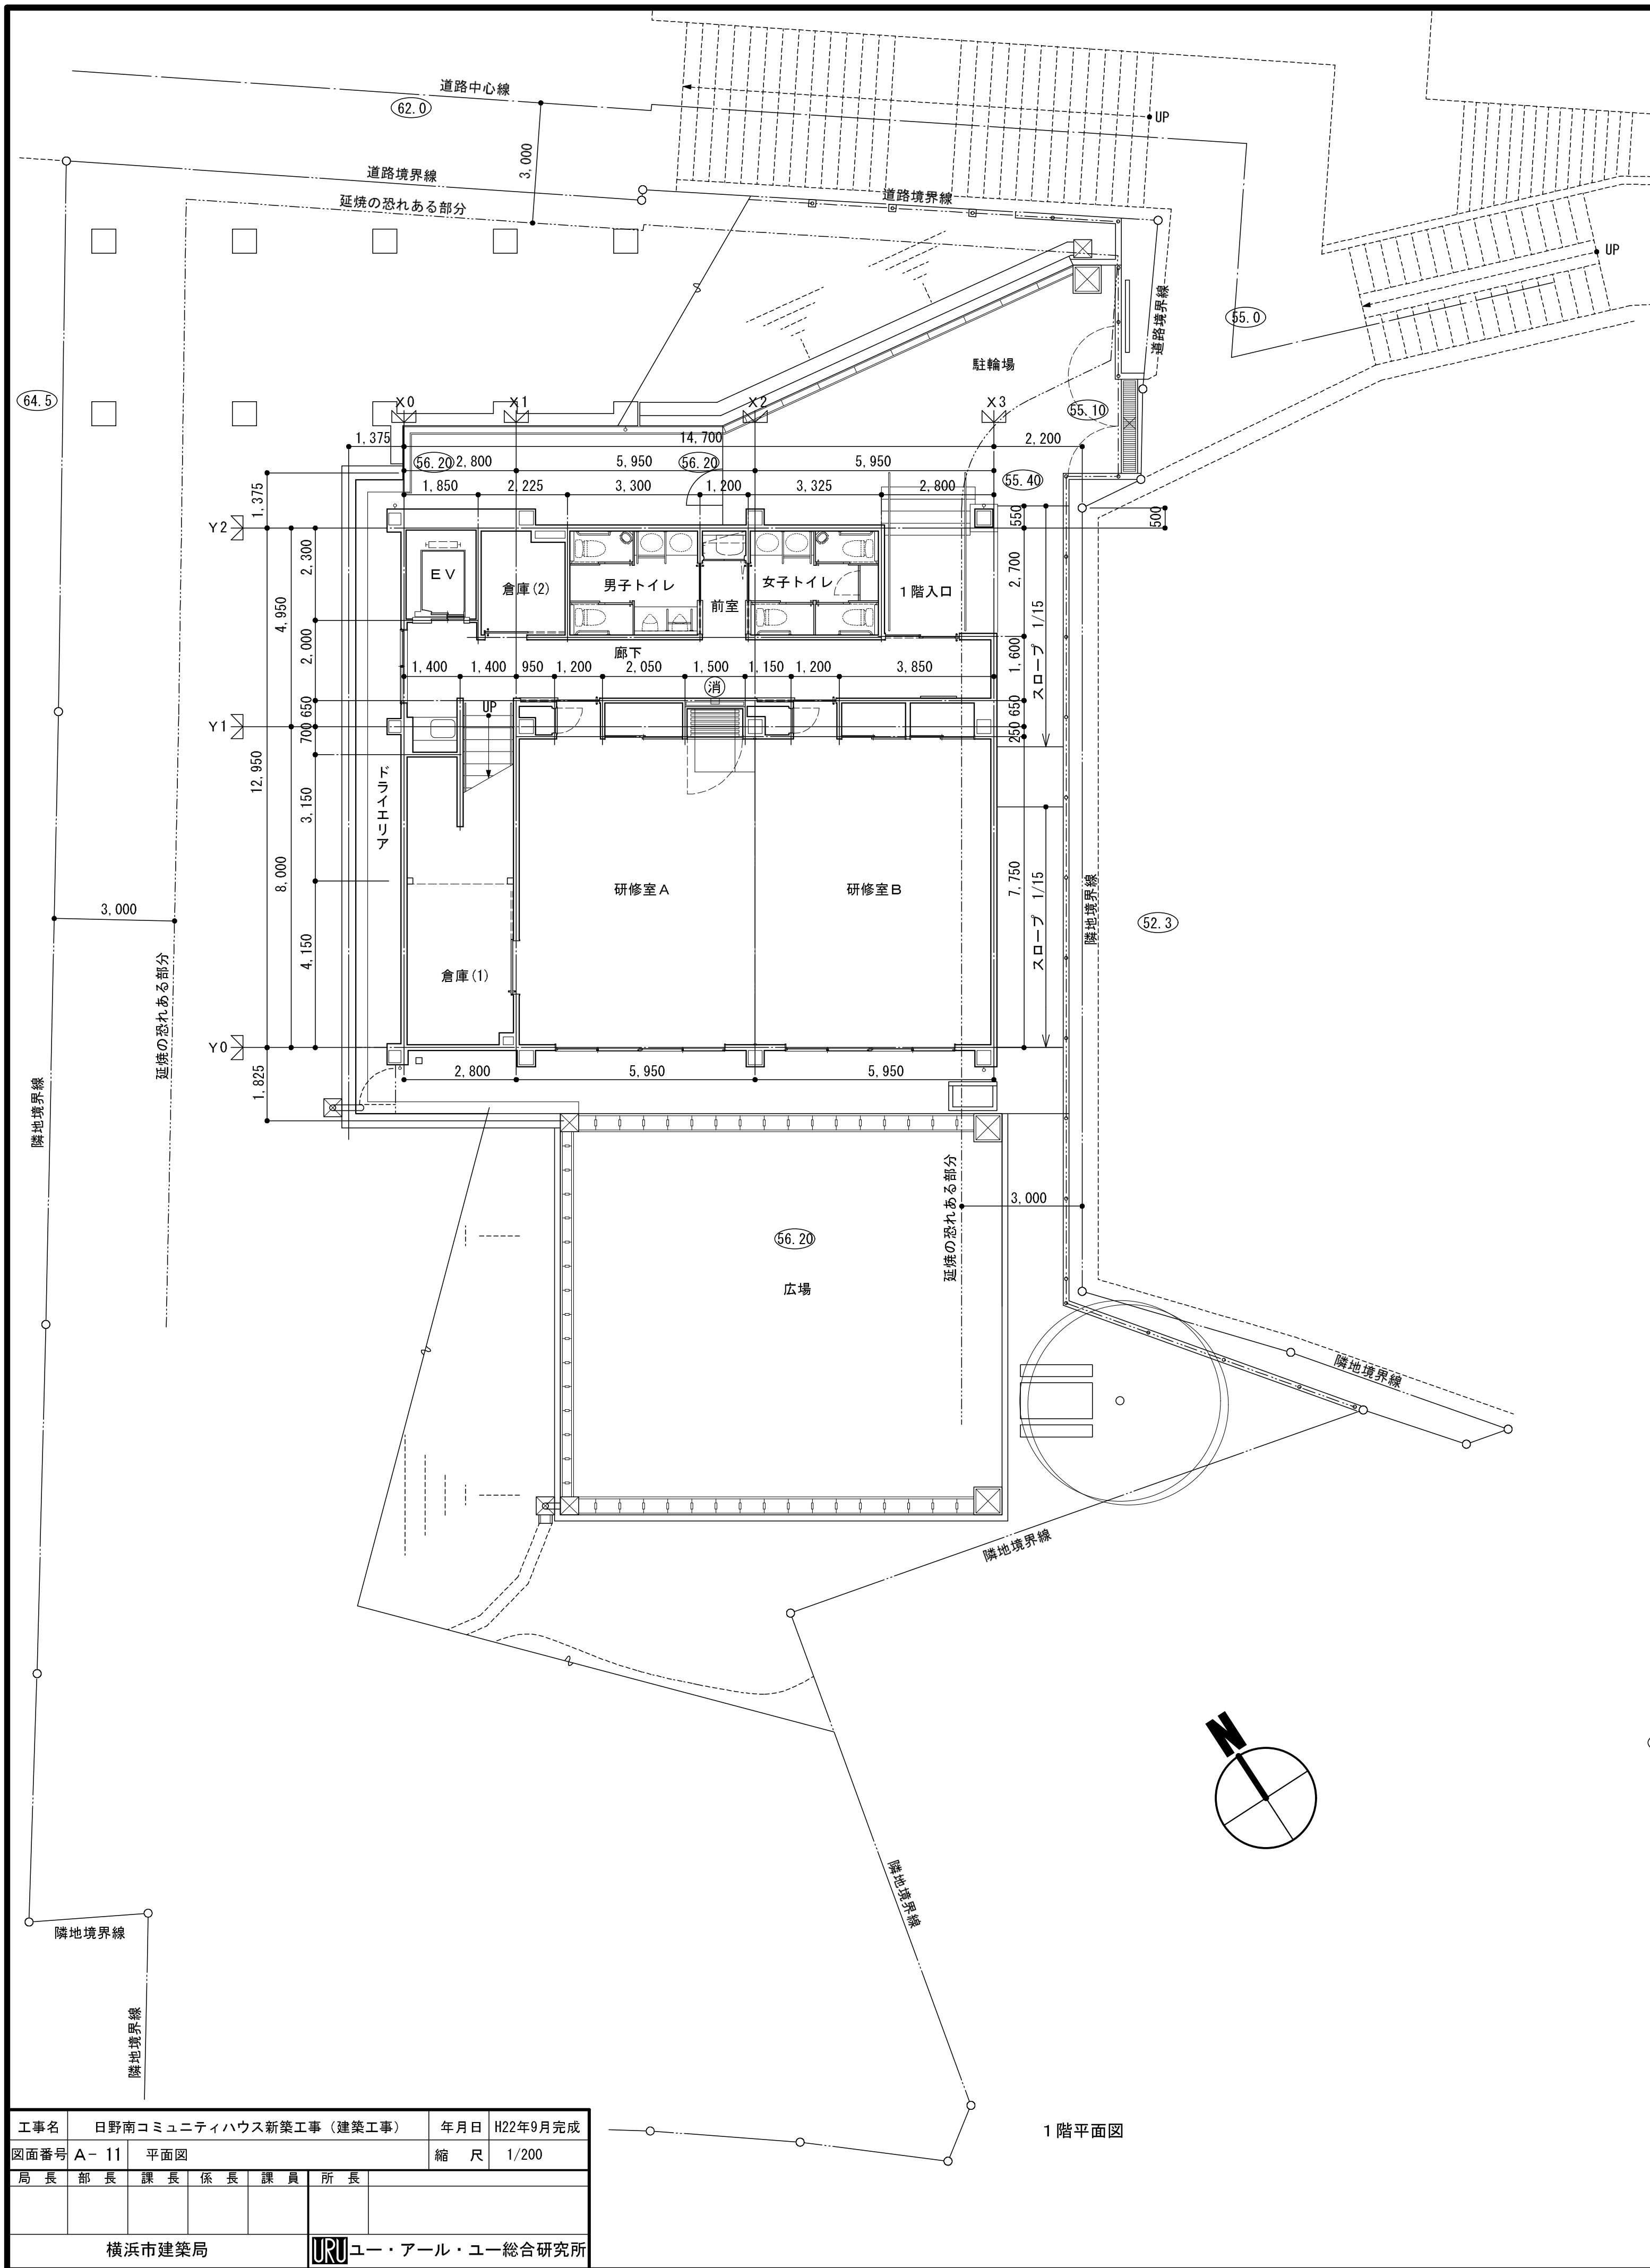 道路中心線
62.0
UP
3,000
道路境界線
道路境界線
延焼の恐れある部分
UP
道路境界線
55.0
駐輪場
64.5
X0
X1
X2
X3
55.10
1,375
14,700
2,200
56.20
2,800
5,950
56.20
5,950
55.40
1,850
2,225
3,300
1,200
3,325
2,800
1,375
550
500
Y2
2,300
2,700
EV
倉庫(2)
男子トイレ
前室
女子トイレ
1階入口
4,950
スロープ 1/15
2,000
1,600
廊下
1,400
1,400
950
1,200
2,050
1,500
1,150
1,200
3,850
消
650
650
UP
Y1
700
250
12,950
ドライエリア
3,150
8,000
研修室A
研修室B
7,750
スロープ 1/15
隣地境界線
52.3
3,000
4,150
倉庫(1)
延焼の恐れある部分
Y0
2,800
5,950
5,950
1,825
隣地境界線
延焼の恐れある部分
3,000
56.20
広場
隣地境界線
隣地境界線
N
隣地境界線
隣地境界線
隣地境界線
1階平面図
工事名 日野南コミュニティハウス新築工事（建築工事） 年月日 H22年9月完成
図面番号 A-11 平面図 縮尺 1/200
局長 部長 課長 係長 課員 所長
横浜市建築局 URU ユー・アール・ユー総合研究所